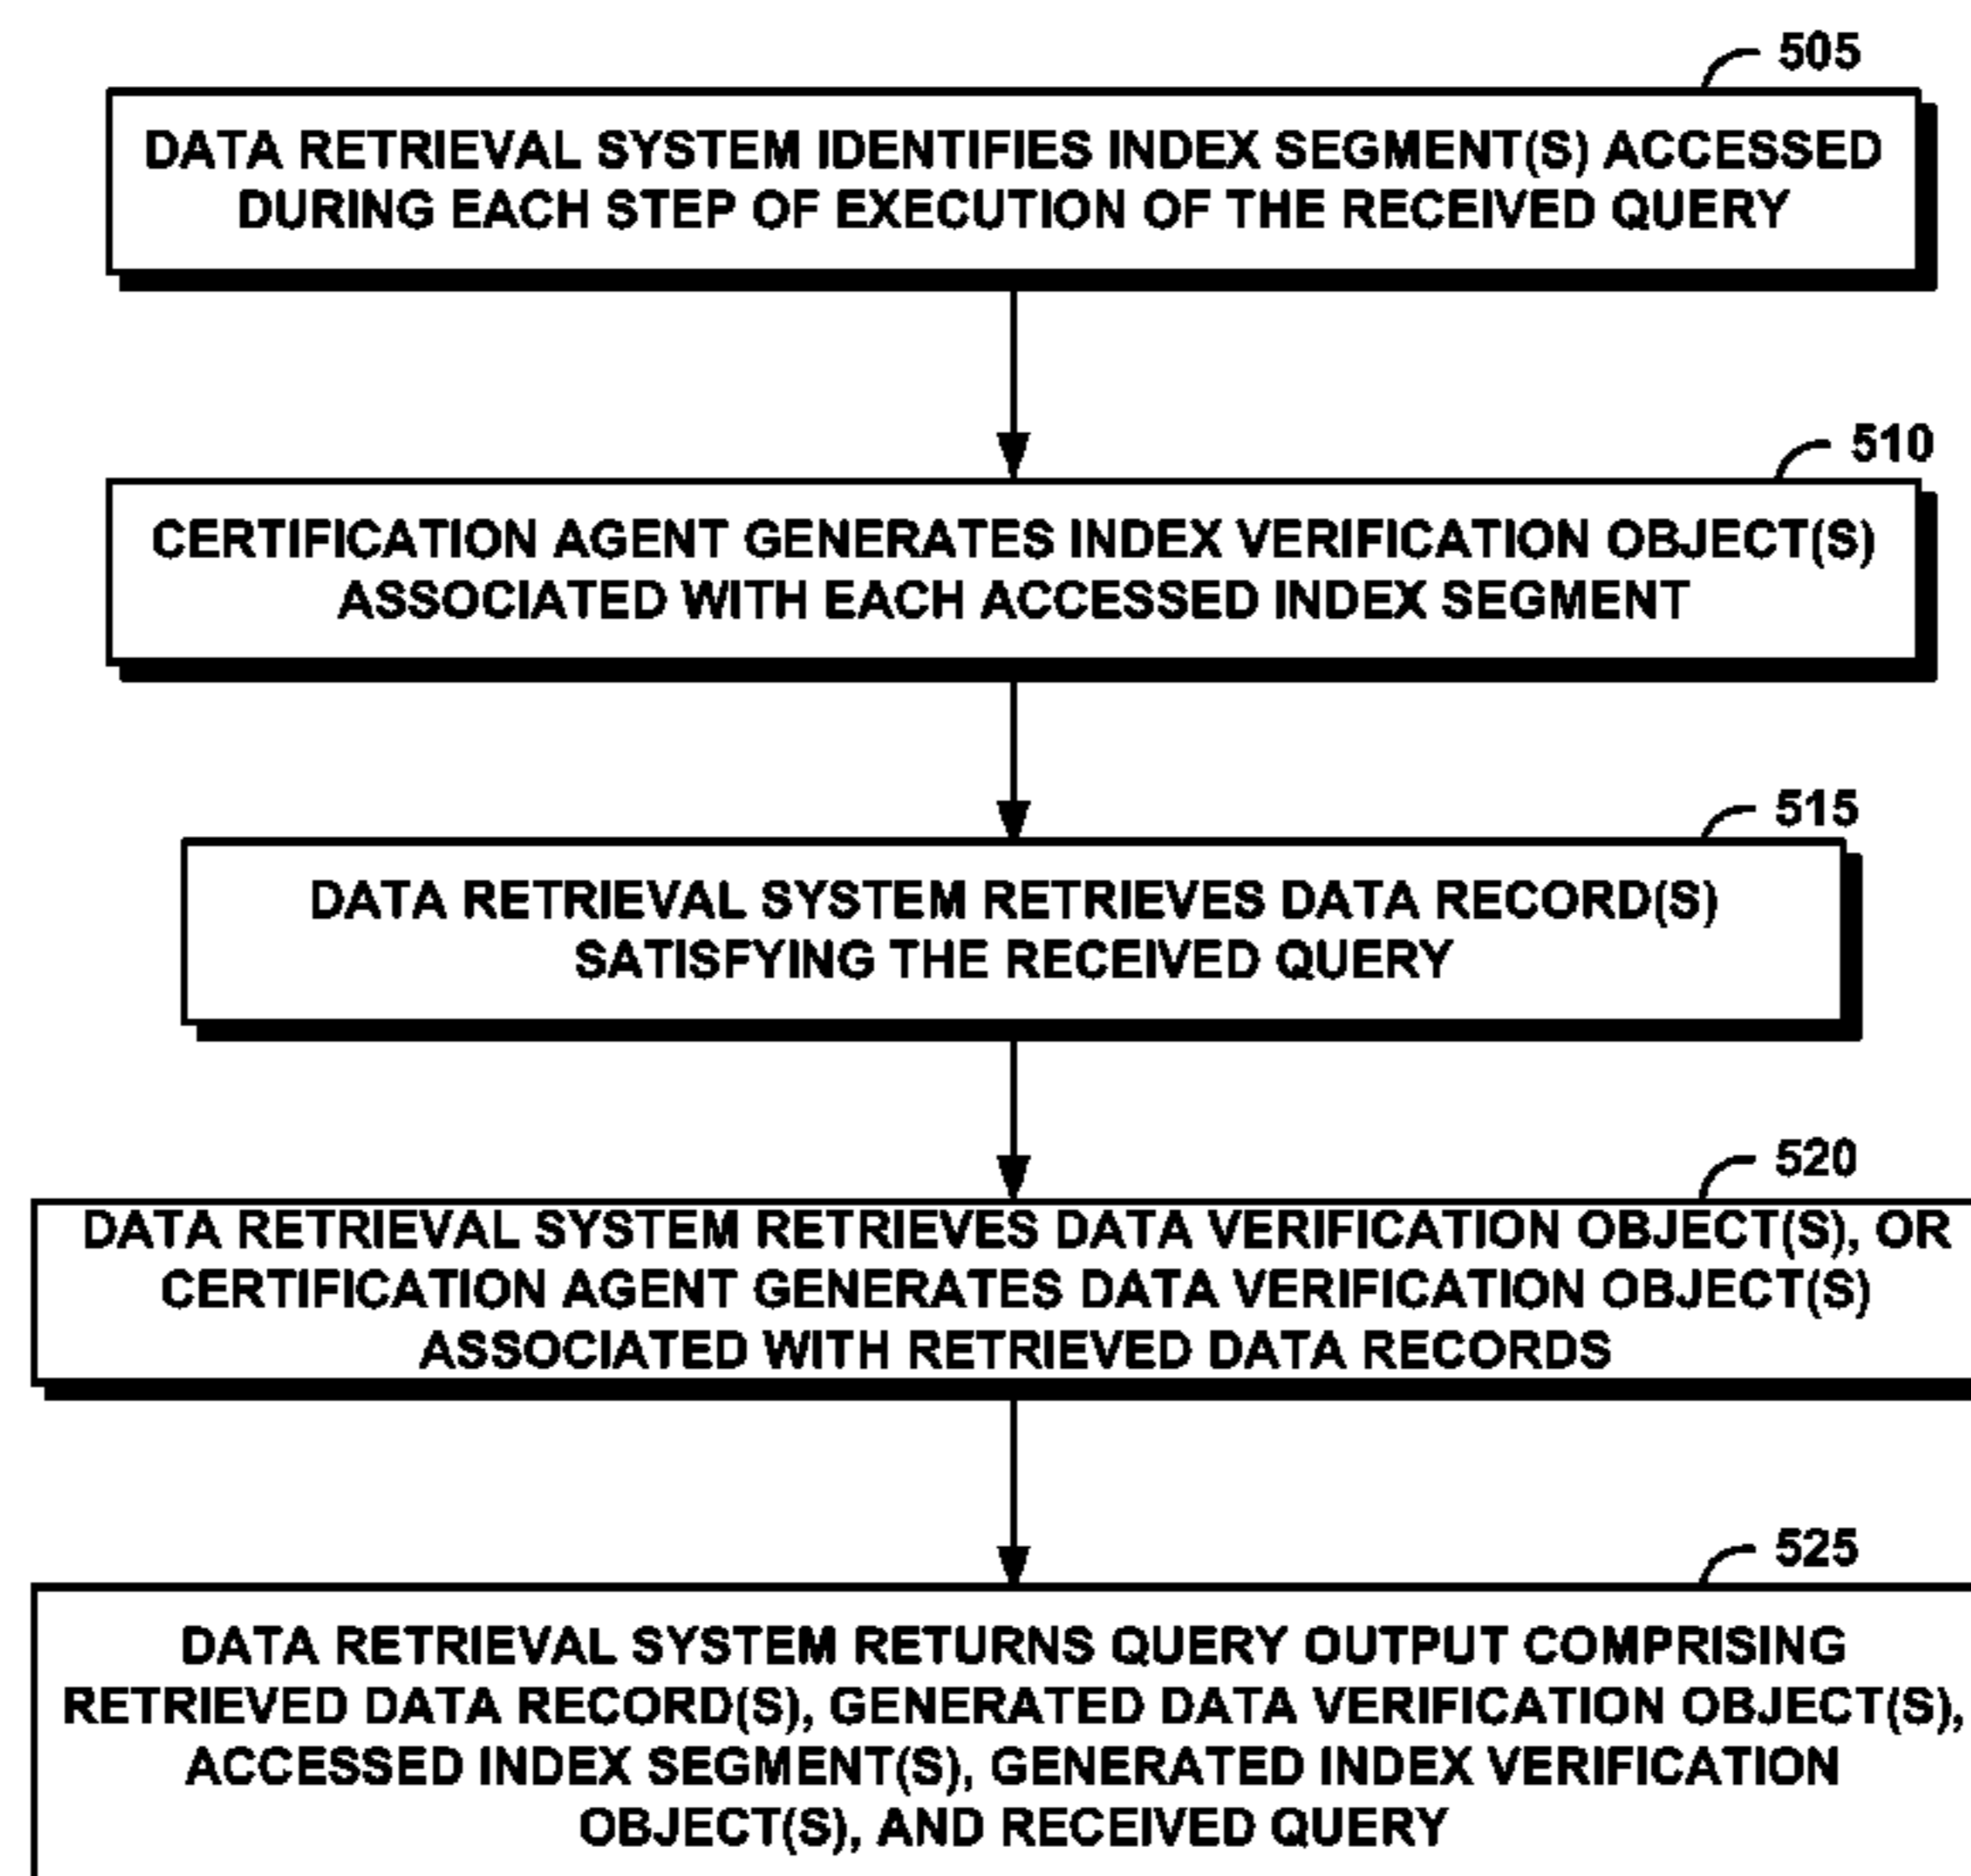 505
DATA RETRIEVAL SYSTEM IDENTIFIES INDEX SEGMENT(S) ACCESSED
DURING EACH STEP OF EXECUTION OF THE RECEIVED QUERY
510
CERTIFICATION AGENT GENERATES INDEX VERIFICATION OBJECT(S)
ASSOCIATED WITH EACH ACCESSED INDEX SEGMENT
515
DATA RETRIEVAL SYSTEM RETRIEVES DATA RECORD(S)
SATISFYING THE RECEIVED QUERY
520
DATA RETRIEVAL SYSTEM RETRIEVES DATA VERIFICATION OBJECT(S), OR
CERTIFICATION AGENT GENERATES DATA VERIFICATION OBJECT(S)
ASSOCIATED WITH RETRIEVED DATA RECORDS
525
DATA RETRIEVAL SYSTEM RETURNS QUERY OUTPUT COMPRISING
RETRIEVED DATA RECORD(S), GENERATED DATA VERIFICATION OBJECT(S),
ACCESSED INDEX SEGMENT(S), GENERATED INDEX VERIFICATION
OBJECT(S), AND RECEIVED QUERY